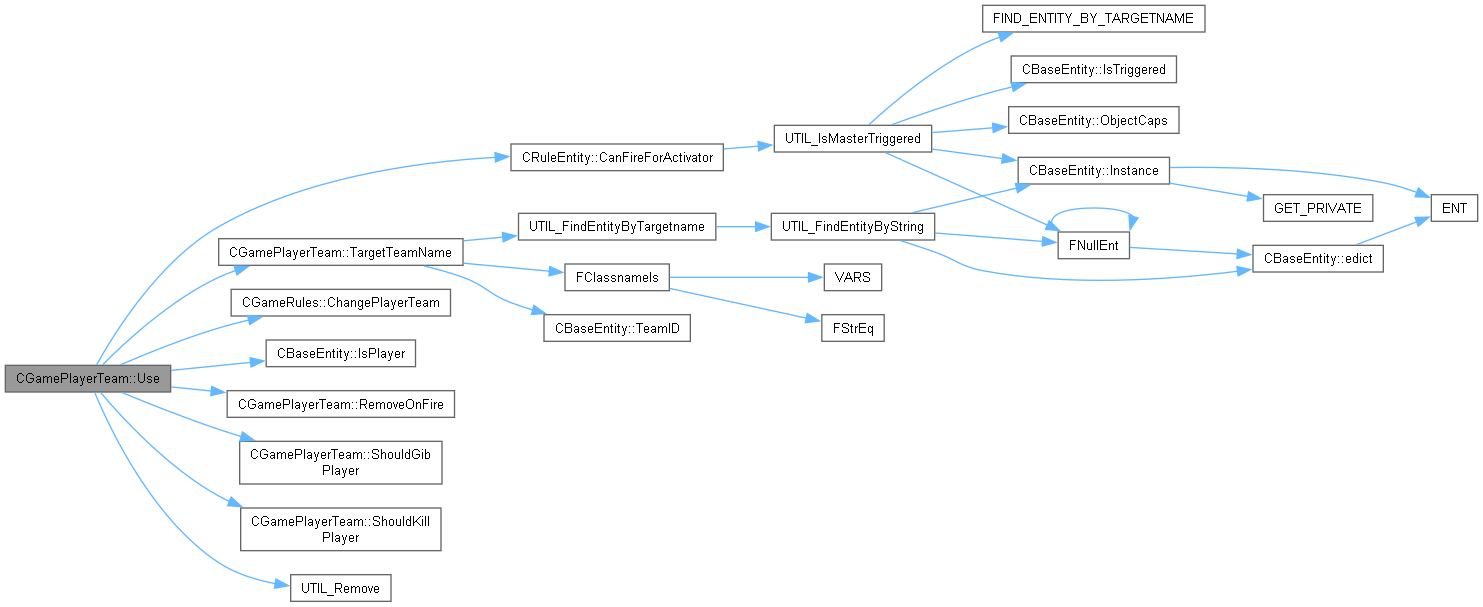 FIND_ENTITY_BY_TARGETNAME
CBaseEntity::IsTriggered
CBaseEntity::ObjectCaps
UTIL_IsMasterTriggered
CRuleEntity::CanFireForActivator
CBaseEntity::Instance
GET_PRIVATE
ENT
UTIL_FindEntityByTargetname
UTIL_FindEntityByString
FNullEnt
CBaseEntity::edict
CGamePlayerTeam::TargetTeamName
FClassnameIs
VARS
CGameRules::ChangePlayerTeam
CBaseEntity::TeamID
FStrEq
CBaseEntity::IsPlayer
CGamePlayerTeam::Use
CGamePlayerTeam::RemoveOnFire
CGamePlayerTeam::ShouldGib
Player
CGamePlayerTeam::ShouldKill
Player
UTIL_Remove